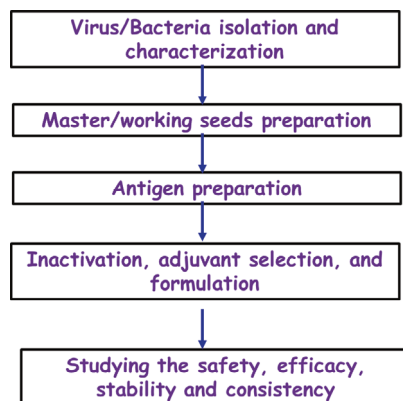 Virus/Bacteria isolation and
characterization
Master/working seeds preparation
Antigen preparation
Inactivation, adjuvant selection, and
formulation
Studying the safety, efficacy,
stability and consistency